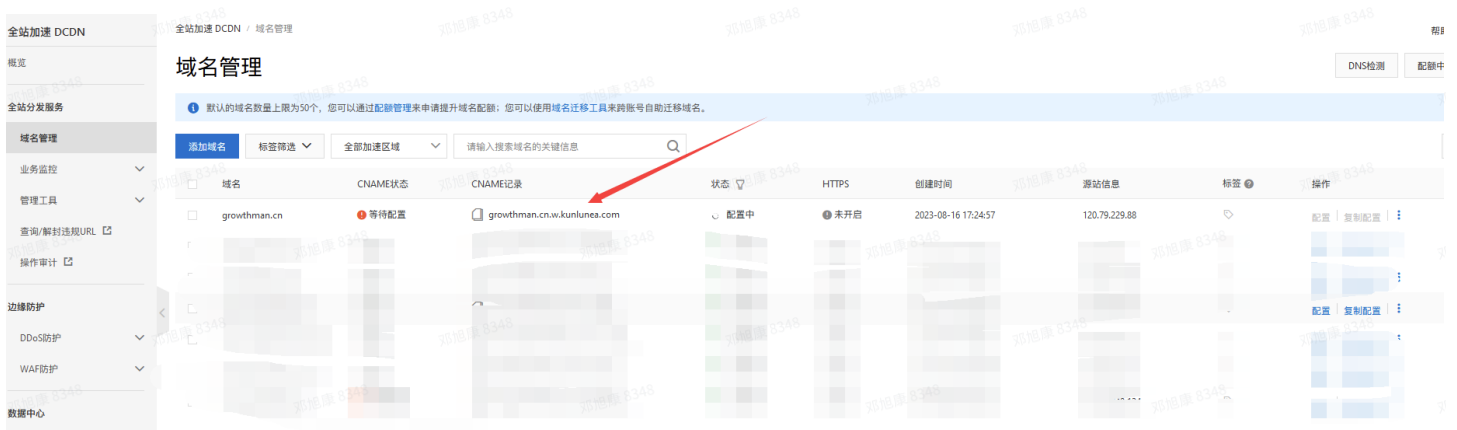 全站加速 DCDN
概览
全站分发服务
域名管理
业务监控
管理工具
查询/解封违规URL
操作审计
边缘防护
DDoS防护
WAF防护
数据中心
全站加速 DCDN / 域名管理
帮
域名管理
DNS检测
配额中
默认的域名数量上限为50个，您可以通过配额管理来申请提升域名配额；您可以使用域名迁移工具来跨账号自助迁移域名。
添加域名 标签筛选 全部加速区域 请输入搜索域名的关键信息
域名 CNAME状态 CNAME记录 状态 HTTPS 创建时间 源站信息 标签 操作
growthman.cn 等待配置 growthman.cn.w.kunlunea.com 配置中 未开启 2023-08-16 17:24:57 120.79.229.88 配置 复制配置
配置 复制配置
邓旭康 8348